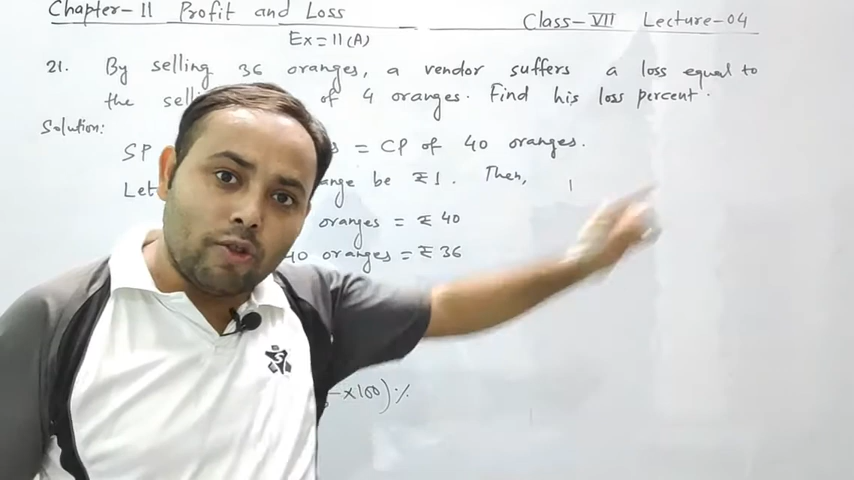 Chapter-11 Profit and Loss
Class-VII Lecture-04
Ex=11(A)
21. By selling 36 oranges, a vendor suffers a loss equal to
the of 4 oranges. Find his loss percent.
Solution:
SP = CP of 40 oranges.
Let be ₹1. Then,
oranges = ₹40
40 oranges = ₹36
×100)%